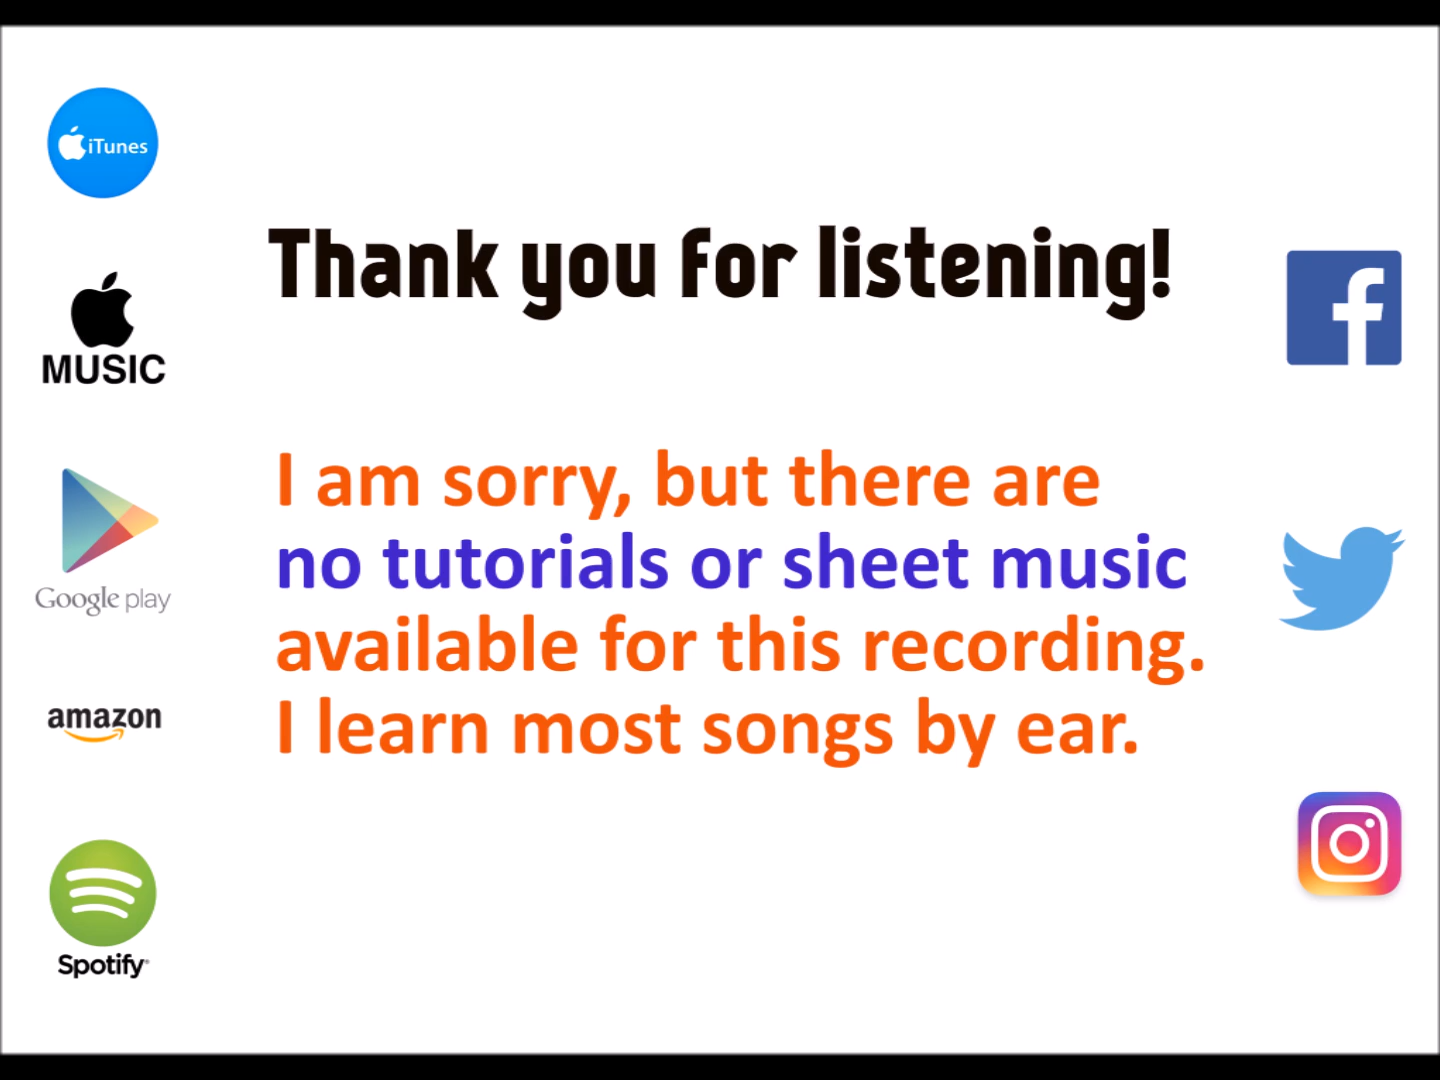 iTunes
MUSIC
Google play
amazon
Spotify
Thank you for listening!
I am sorry, but there are
no tutorials or sheet music
available for this recording.
I learn most songs by ear.